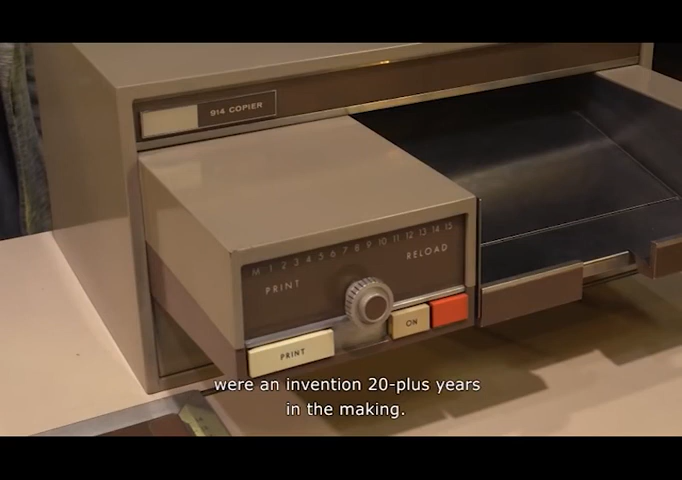 914 COPIER
M 1 2 3 4 5 6 7 8 9 10 11 12 13 14 15
PRINT RELOAD
PRINT ON
were an invention 20-plus years
in the making.